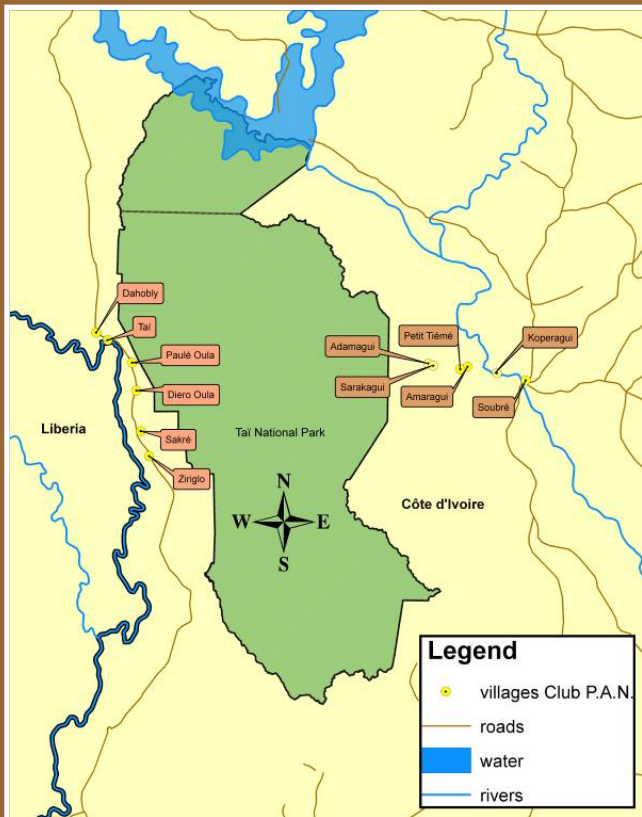 Dahobly
Taï
Paulé Oula
Diero Oula
Sakré
Ziriglo
Liberia
Adamagui
Sarakagui
Petit Tiémé
Amaragui
Koperagui
Soubré
Taï National Park
Côte d'Ivoire
N
W E
S
Legend
villages Club P.A.N.
roads
water
rivers